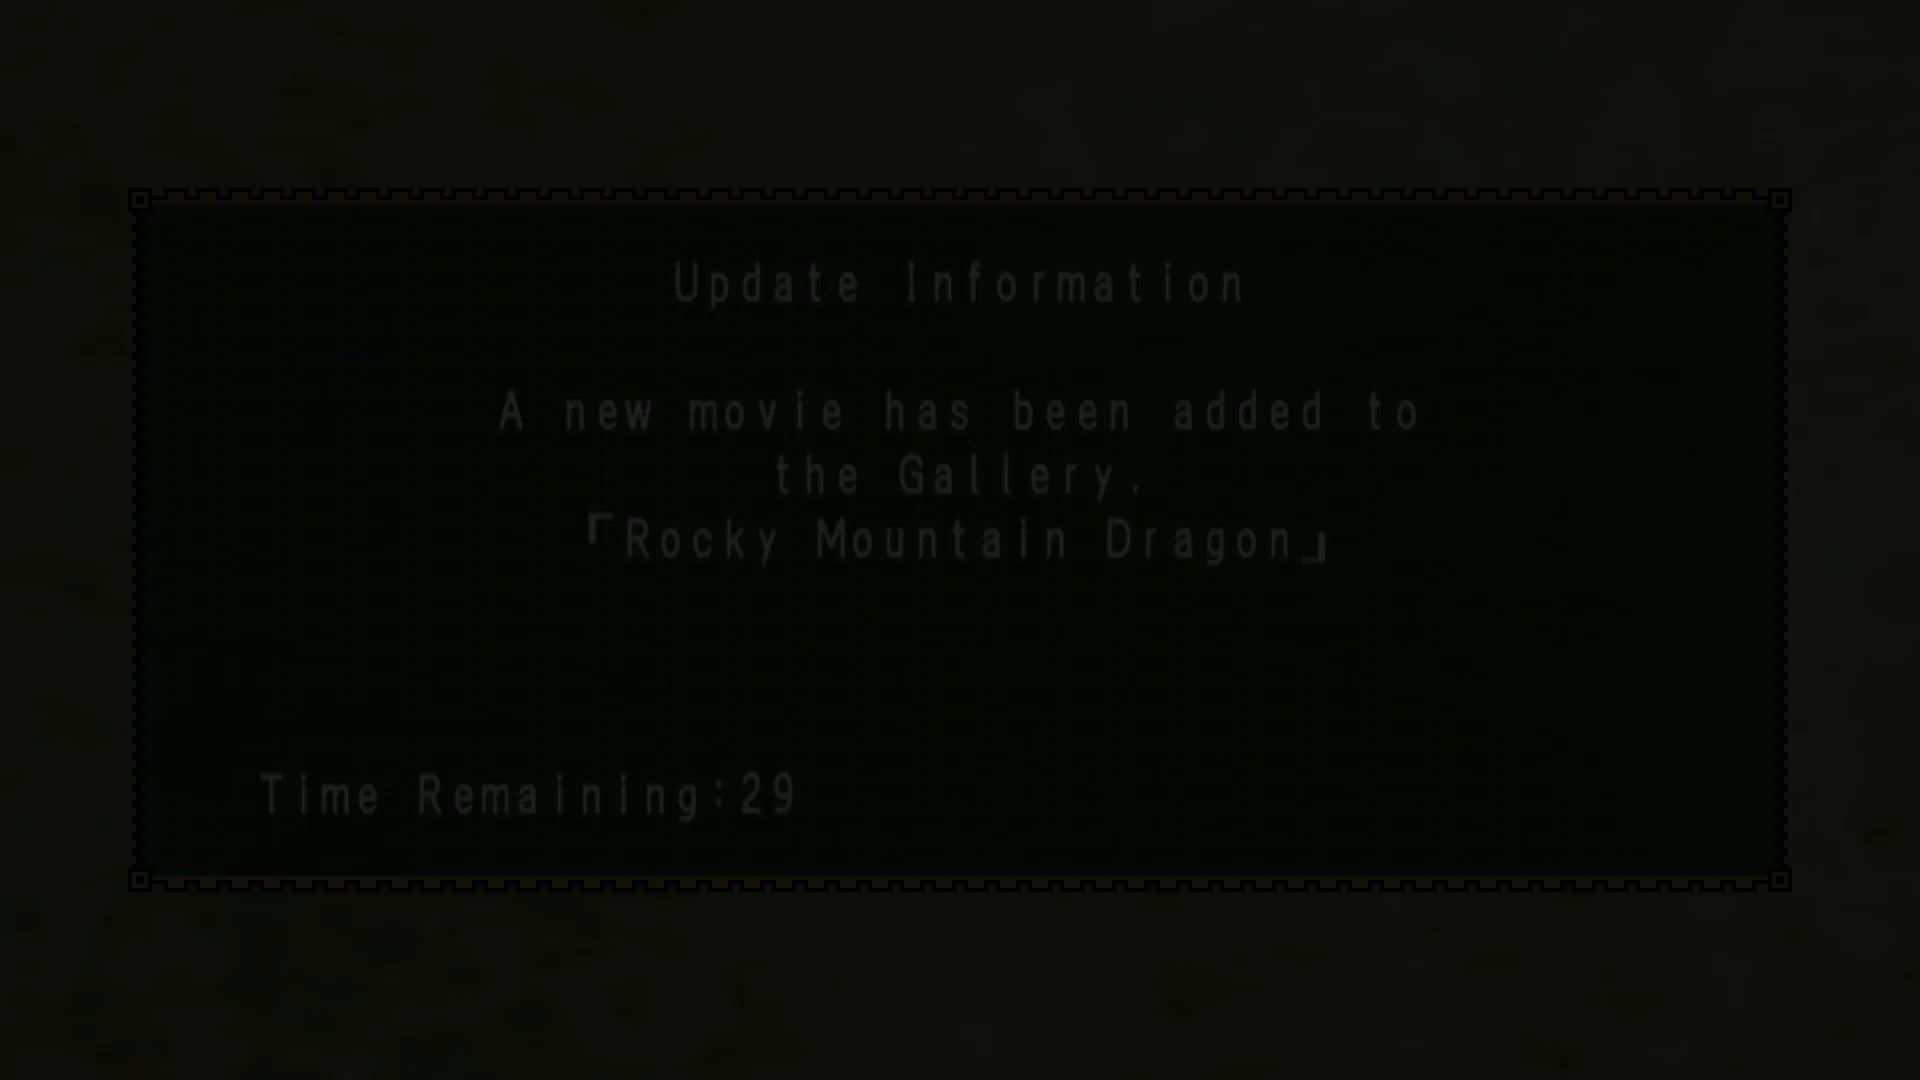 Update Information
A new movie has been added to
the Gallery.
「Rocky Mountain Dragon」
Time Remaining:29